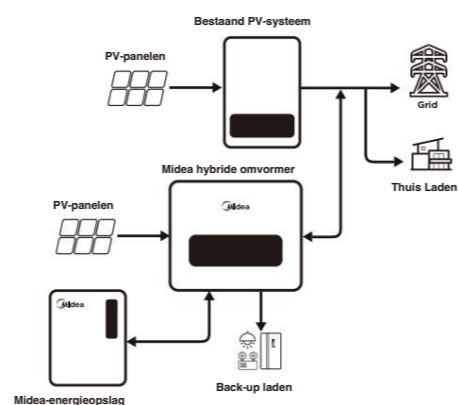 Bestaand PV-systeem
PV-panelen
Grid
Midea hybride omvormer
Thuis Laden
Midea
PV-panelen
Midea
Back-up laden
Midea-energieopslag